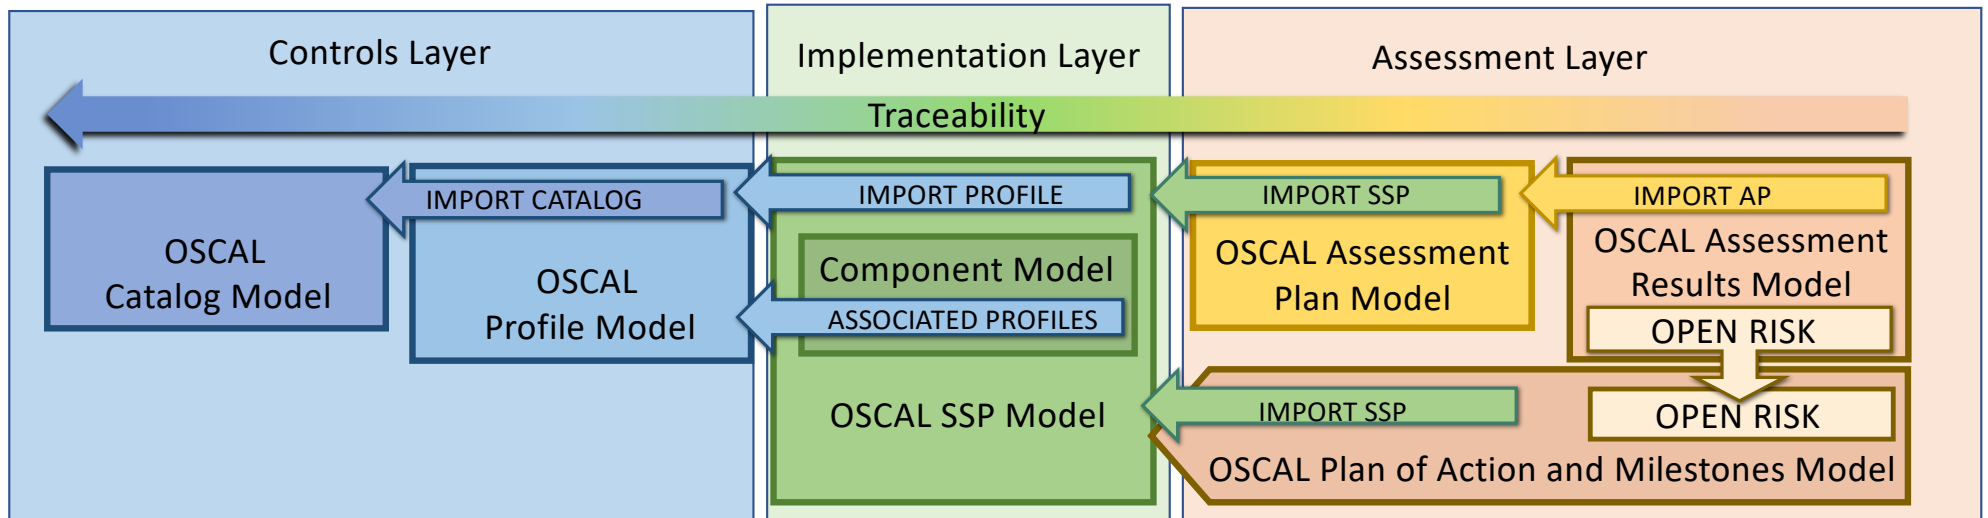 Controls Layer
Implementation Layer
Assessment Layer
Traceability
IMPORT CATALOG
IMPORT PROFILE
IMPORT SSP
IMPORT AP
OSCAL
Catalog Model
OSCAL
Profile Model
Component Model
ASSOCIATED PROFILES
OSCAL SSP Model
OSCAL Assessment
Plan Model
OSCAL Assessment
Results Model
OPEN RISK
IMPORT SSP
OPEN RISK
OSCAL Plan of Action and Milestones Model